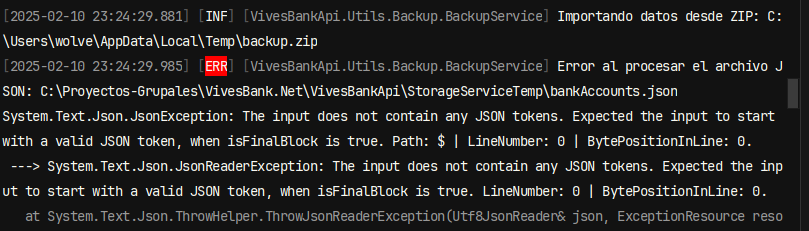 [2025-02-10 23:24:29.881] [INF] [VivesBankApi.Utils.Backup.BackupService] Importando datos desde ZIP: C:
\Users\wolve\AppData\Local\Temp\backup.zip
[2025-02-10 23:24:29.985] [ERR] [VivesBankApi.Utils.Backup.BackupService] Error al procesar el archivo J
SON: C:\Proyectos-Grupales\VivesBank.Net\VivesBankApi\StorageServiceTemp\bankAccounts.json
System.Text.Json.JsonException: The input does not contain any JSON tokens. Expected the input to start
with a valid JSON token, when isFinalBlock is true. Path: $ | LineNumber: 0 | BytePositionInLine: 0.
 ---> System.Text.Json.JsonReaderException: The input does not contain any JSON tokens. Expected the inp
ut to start with a valid JSON token, when isFinalBlock is true. LineNumber: 0 | BytePositionInLine: 0.
   at System.Text.Json.ThrowHelper.ThrowJsonReaderException(Utf8JsonReader& json, ExceptionResource reso